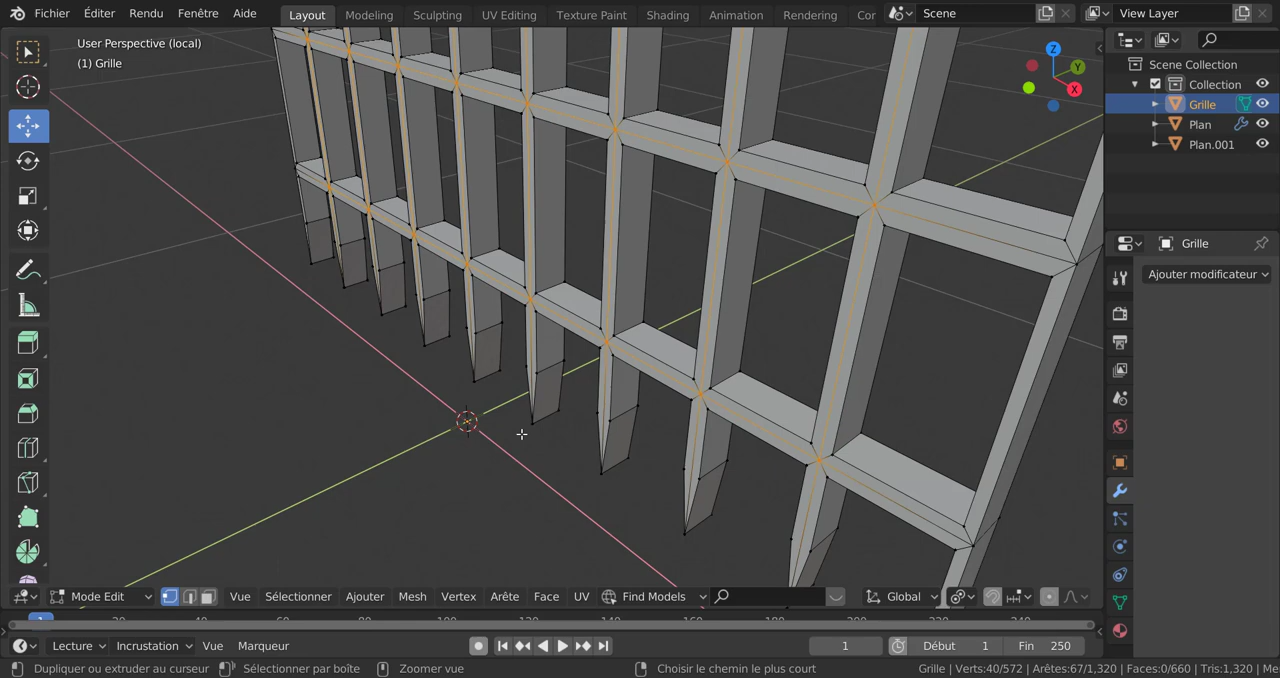 Fichier Éditer Rendu Fenêtre Aide Layout Modeling Sculpting UV Editing Texture Paint Shading Animation Rendering Cor Scene View Layer
User Perspective (local)
(1) Grille
Z
Y
X
Scene Collection
Collection
Grille
Plan
Plan.001
Grille
Ajouter modificateur
Mode Edit Vue Sélectionner Ajouter Mesh Vertex Arête Face UV Find Models Global
1
Lecture Incrustation Vue Marqueur 1 Début 1 Fin 250
Dupliquer ou extruder au curseur Sélectionner par boîte Zoomer vue Choisir le chemin le plus court Grille | Verts:40/572 | Arêtes:67/1,320 | Faces:0/660 | Tris:1,320 | Me